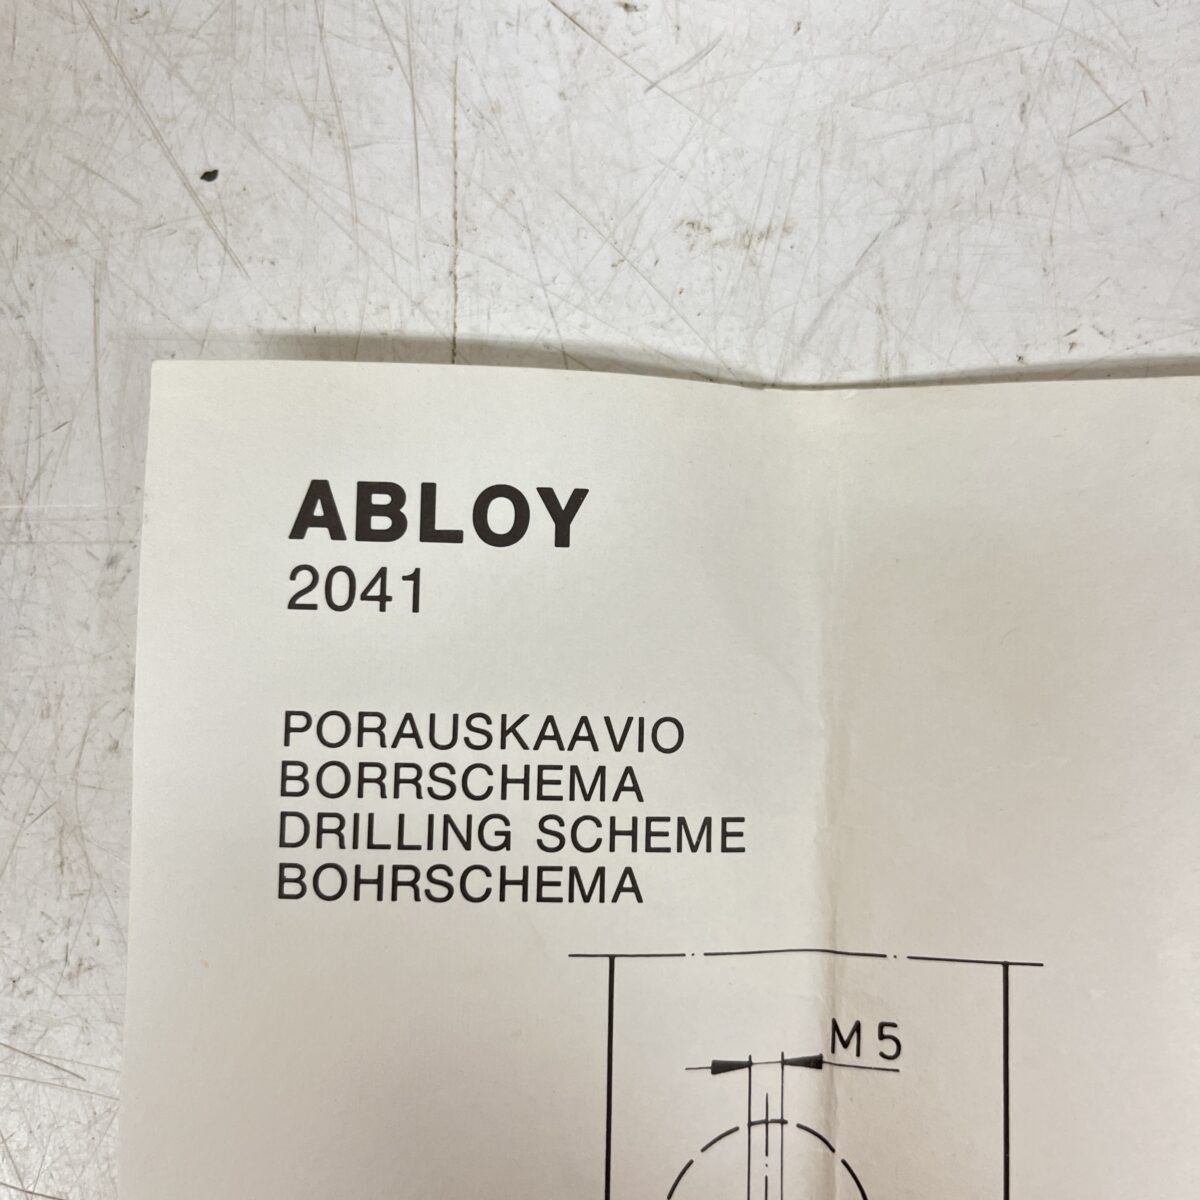 ABLOY
2041
PORAUSKAAVIO
BORRSCHEMA
DRILLING SCHEME
BOHRSCHEMA
M 5